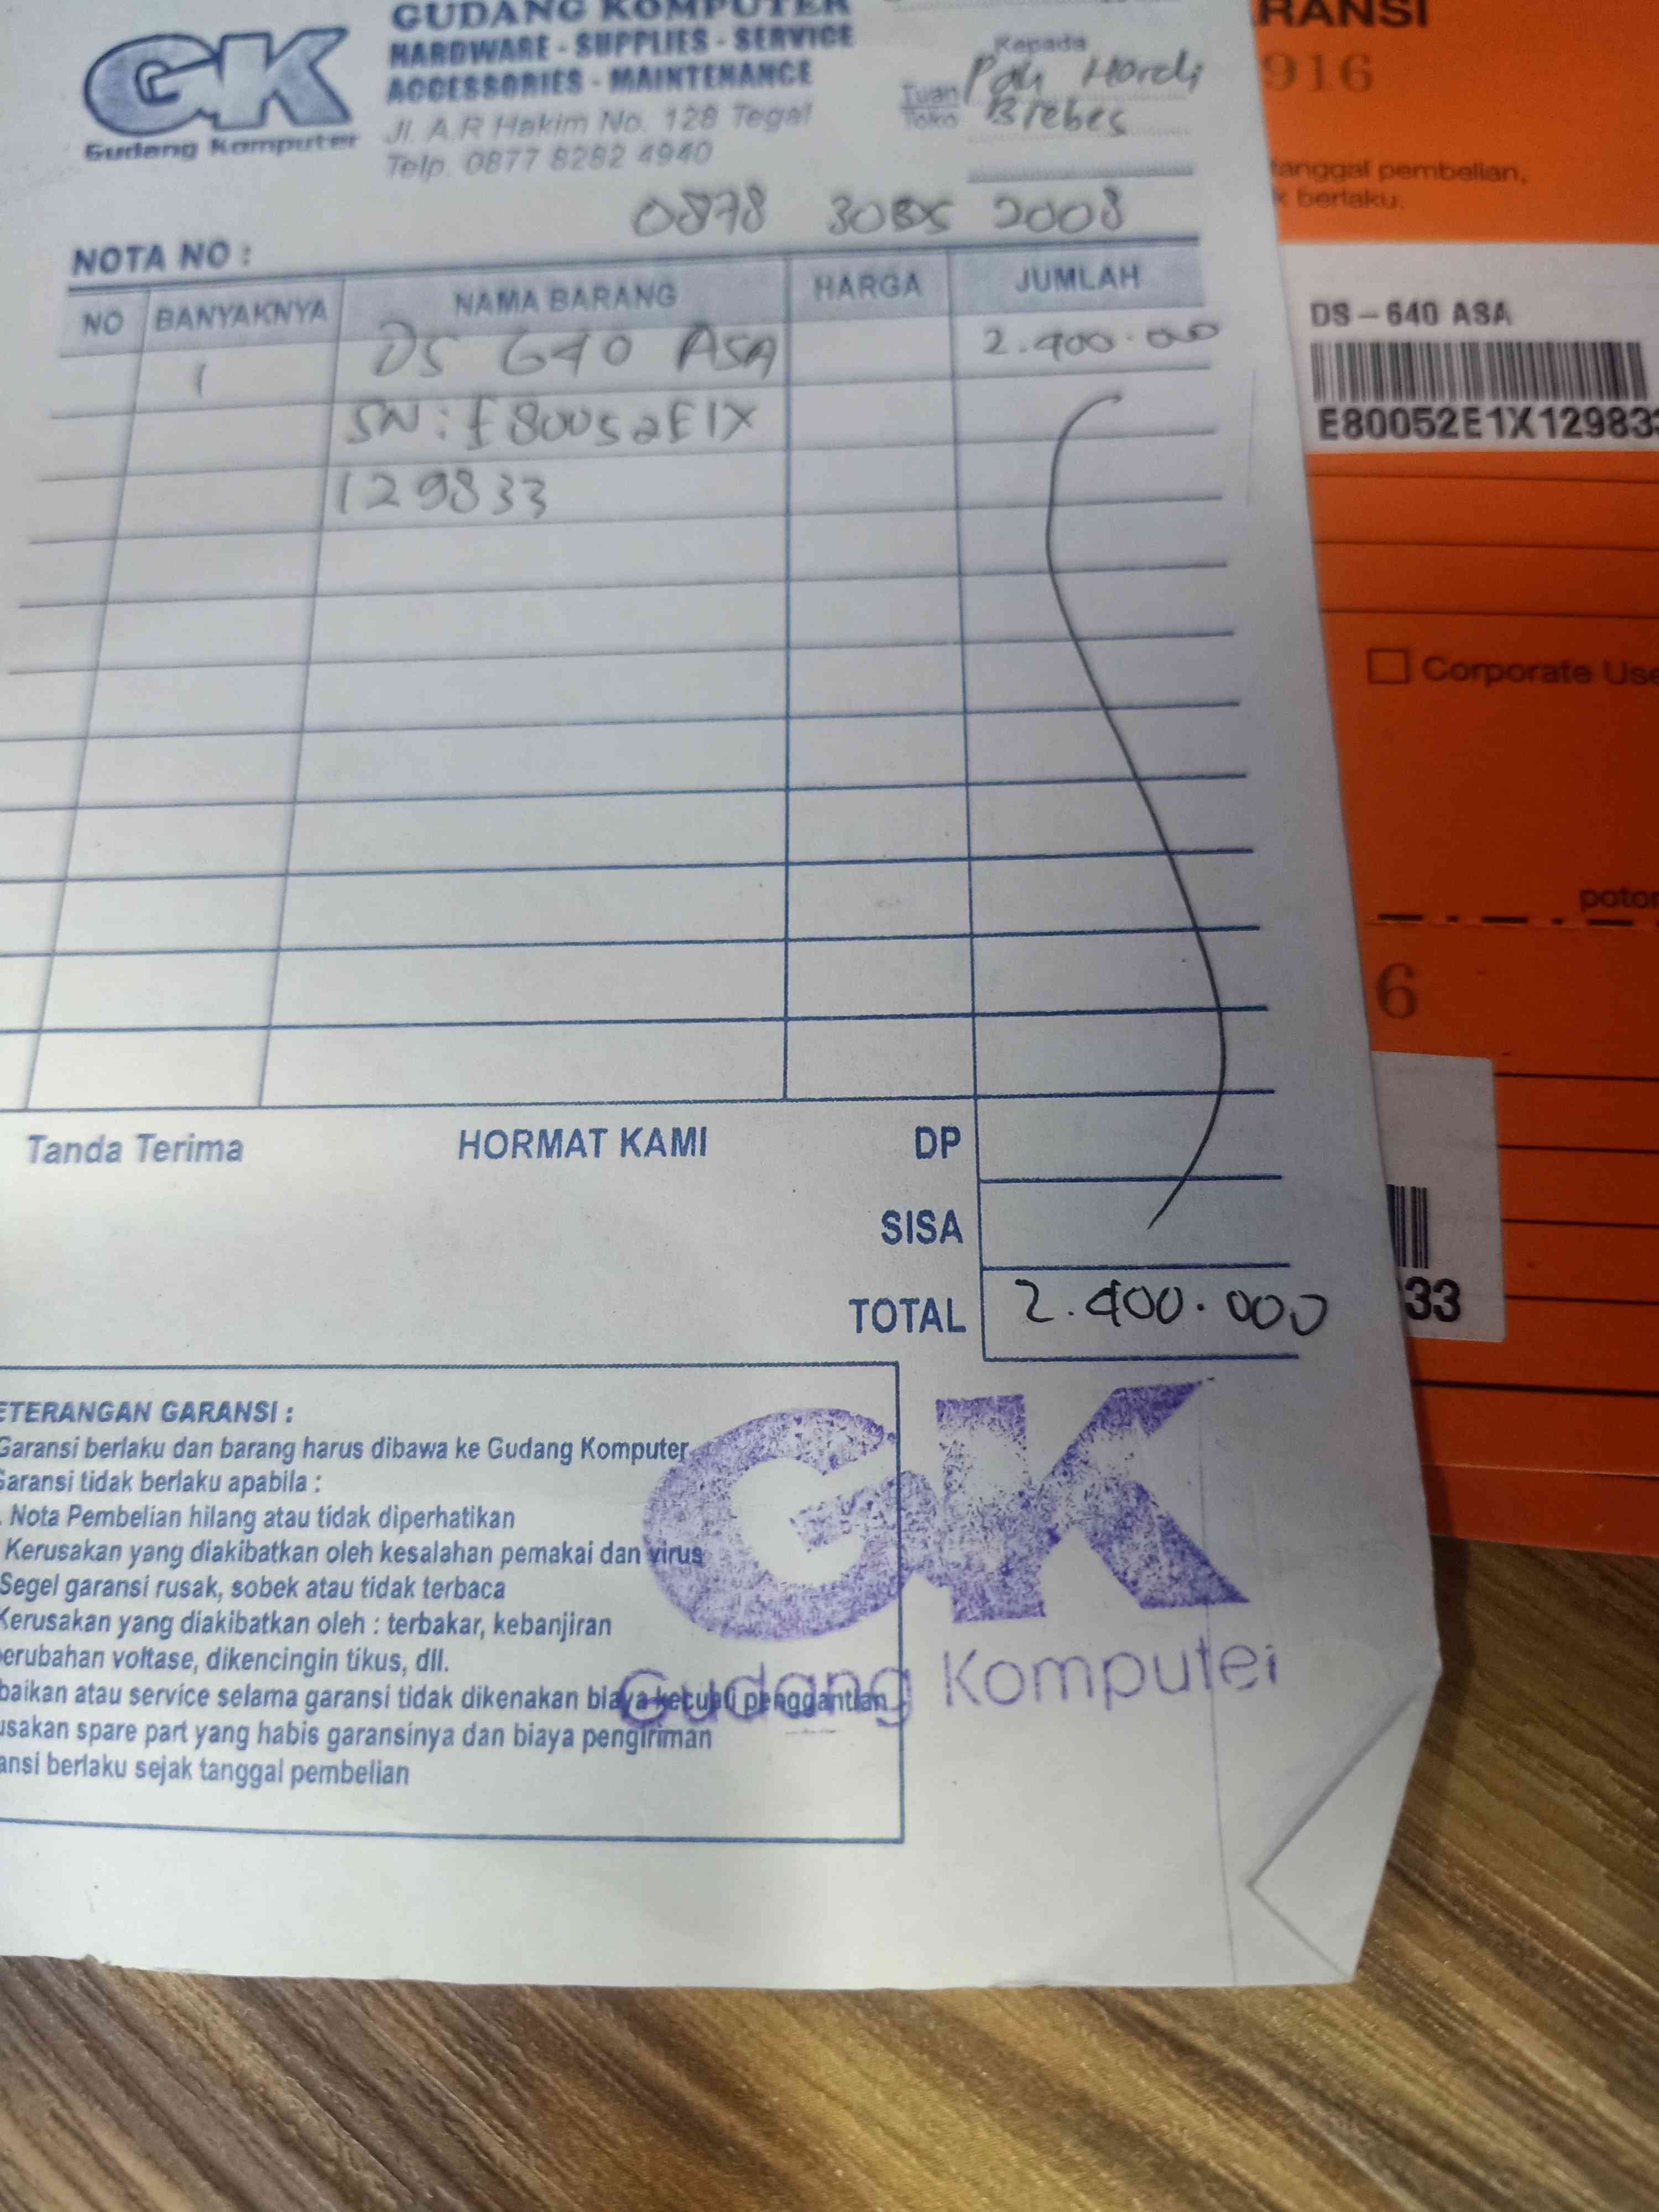 GK
Gudang Komputer
GUDANG KOMPUTER
HARDWARE - SUPPLIES - SERVICE
ACCESSORIES - MAINTENANCE
Jl. A.R Hakim No. 128 Tegal
Telp. 0877 8282 4940
Kepada
Tuan
Toko
Pak Hardi
Brebes
0878 3085 2008
NOTA NO :
NO BANYAKNYA NAMA BARANG HARGA JUMLAH
1 DS 640 ASA 2.400.000
SN: E80052E1X
129833
Tanda Terima HORMAT KAMI DP
SISA
TOTAL 2.400.000
ETERANGAN GARANSI :
Garansi berlaku dan barang harus dibawa ke Gudang Komputer
Garansi tidak berlaku apabila :
. Nota Pembelian hilang atau tidak diperhatikan
Kerusakan yang diakibatkan oleh kesalahan pemakai dan virus
Segel garansi rusak, sobek atau tidak terbaca
Kerusakan yang diakibatkan oleh : terbakar, kebanjiran
erubahan voltase, dikencingin tikus, dll.
baikan atau service selama garansi tidak dikenakan biaya kecuali penggantian
usakan spare part yang habis garansinya dan biaya pengiriman
ansi berlaku sejak tanggal pembelian
GK
Gudang Komputer
RANSI
916
tanggal pembelian,
k berlaku.
DS-640 ASA
E80052E1X129833
Corporate Use
poton
6
33